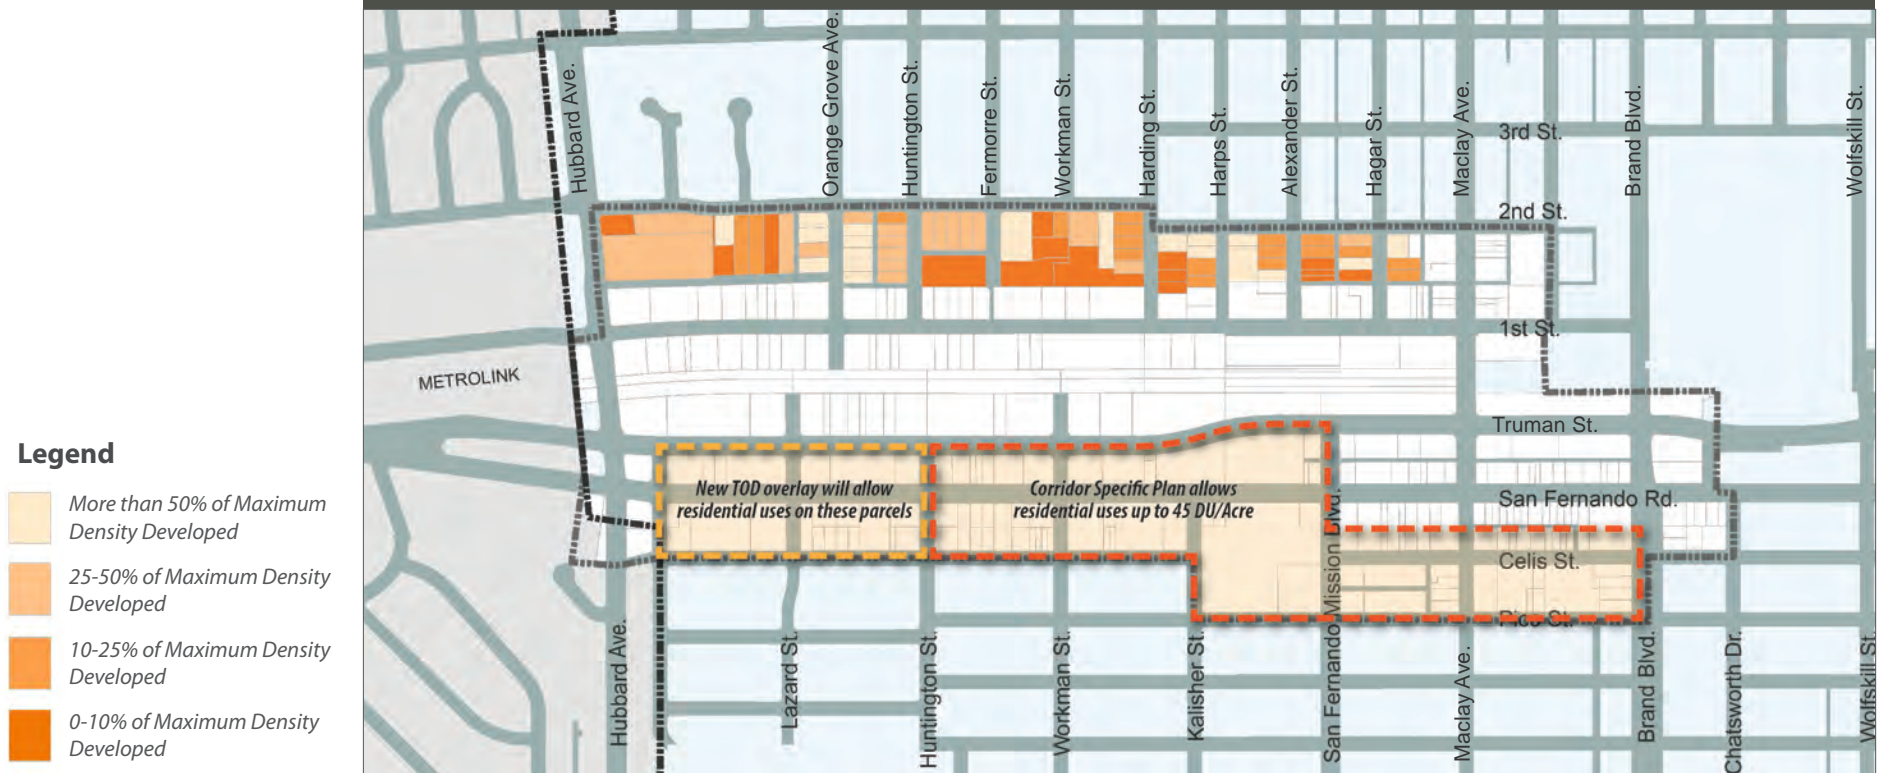 Legend
More than 50% of Maximum
Density Developed
25-50% of Maximum Density
Developed
10-25% of Maximum Density
Developed
0-10% of Maximum Density
Developed
Hubbard Ave.
Orange Grove Ave.
Huntington St.
Fermorre St.
Workman St.
Harding St.
Harps St.
Alexander St.
Hagar St.
Maclay Ave.
Brand Blvd.
Wolfskill St.
3rd St.
2nd St.
1st St.
METROLINK
Truman St.
New TOD overlay will allow
residential uses on these parcels
Corridor Specific Plan allows
residential uses up to 45 DU/Acre
San Fernando Rd.
Celis St.
Pico St.
Hubbard Ave.
Lazard St.
Huntington St.
Workman St.
Kalisher St.
San Fernando Mission Blvd.
Maclay Ave.
Brand Blvd.
Chatsworth Dr.
Wolfskill St.